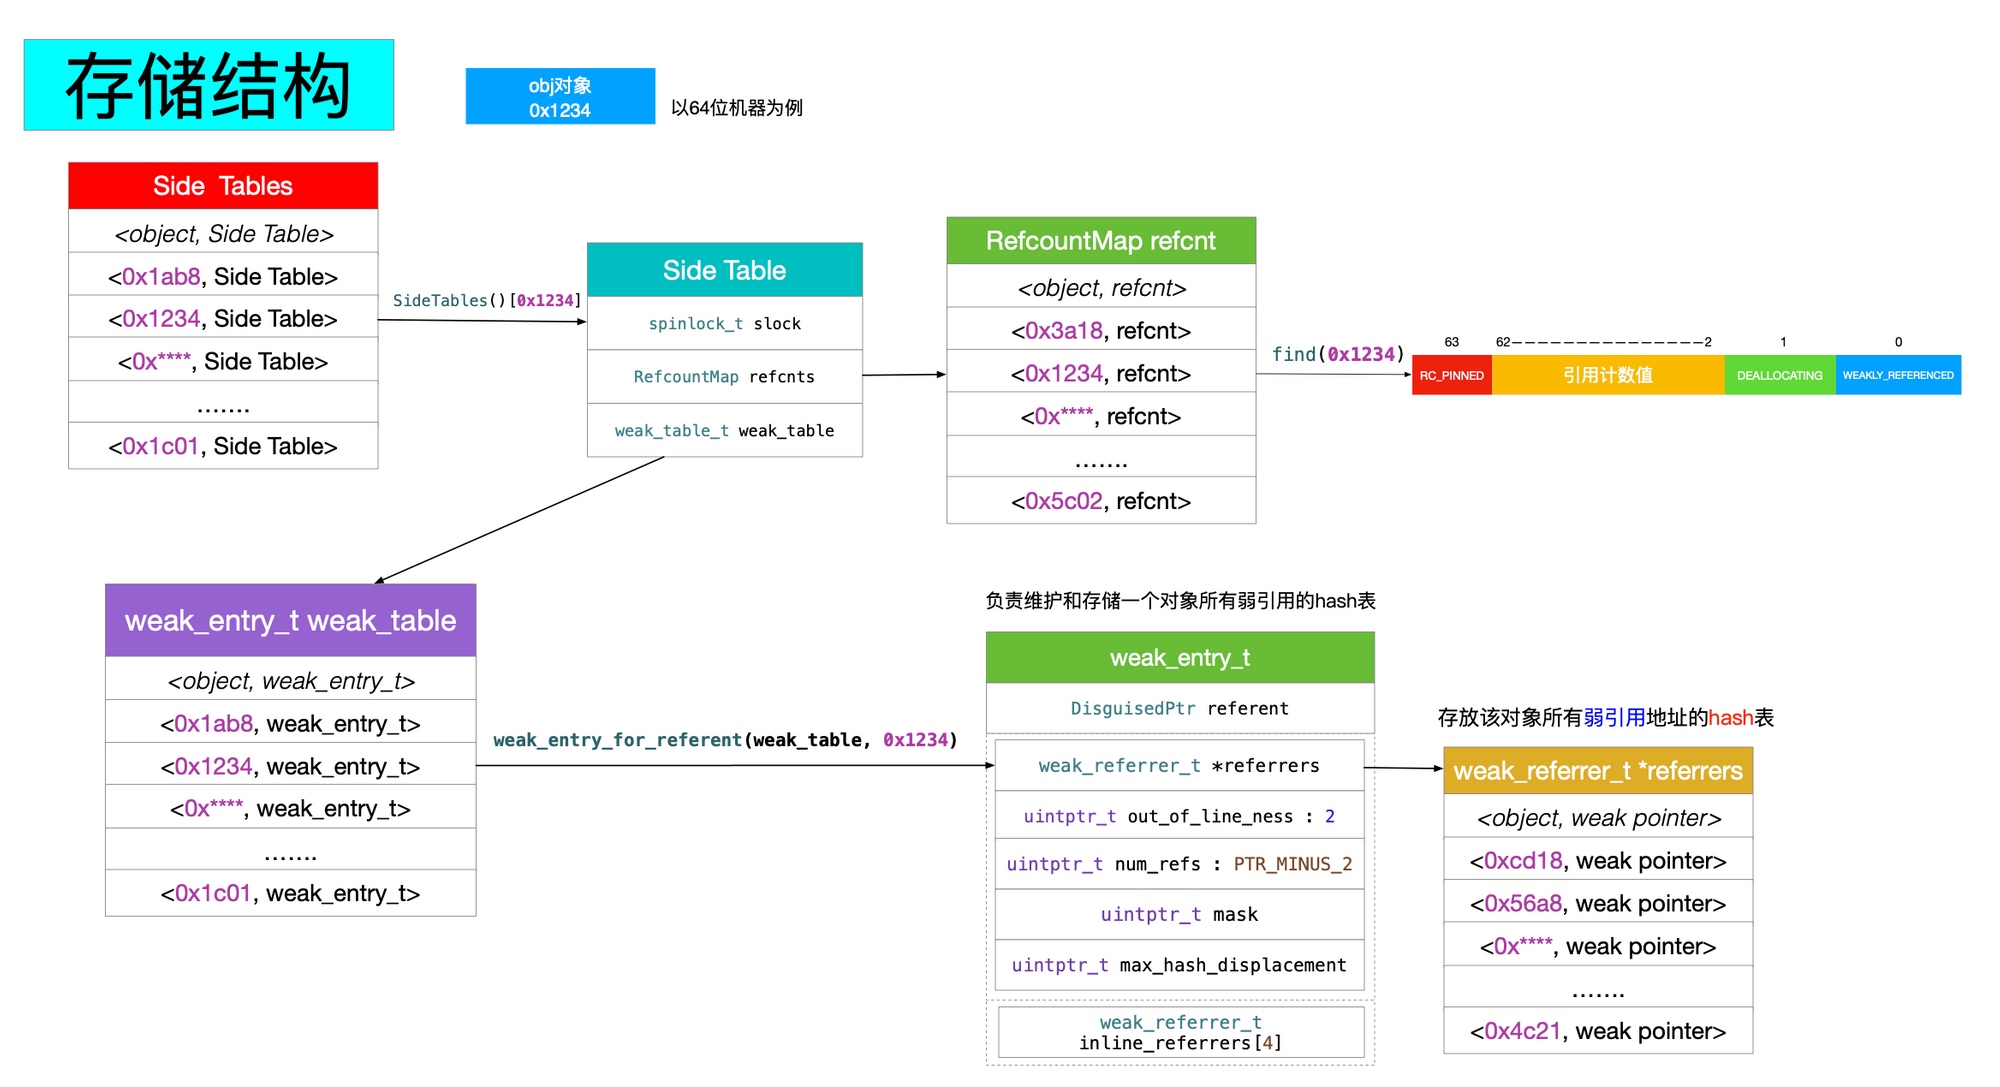 存储结构
obj对象
0x1234
以64位机器为例
Side Tables
<object, Side Table>
<0x1ab8, Side Table>
<0x1234, Side Table>
<0x****, Side Table>
.......
<0x1c01, Side Table>
SideTables()[0x1234]
Side Table
spinlock_t slock
RefcountMap refcnts
weak_table_t weak_table
RefcountMap refcnt
<object, refcnt>
<0x3a18, refcnt>
<0x1234, refcnt>
<0x****, refcnt>
.......
<0x5c02, refcnt>
find(0x1234)
63 62————————————————2 1 0
RC_PINNED 引用计数值 DEALLOCATING WEAKLY_REFERENCED
weak_entry_t weak_table
<object, weak_entry_t>
<0x1ab8, weak_entry_t>
<0x1234, weak_entry_t>
<0x****, weak_entry_t>
.......
<0x1c01, weak_entry_t>
weak_entry_for_referent(weak_table, 0x1234)
负责维护和存储一个对象所有弱引用的hash表
weak_entry_t
DisguisedPtr referent
weak_referrer_t *referrers
uintptr_t out_of_line_ness : 2
uintptr_t num_refs : PTR_MINUS_2
uintptr_t mask
uintptr_t max_hash_displacement
weak_referrer_t
inline_referrers[4]
存放该对象所有弱引用地址的hash表
weak_referrer_t *referrers
<object, weak pointer>
<0xcd18, weak pointer>
<0x56a8, weak pointer>
<0x****, weak pointer>
.......
<0x4c21, weak pointer>